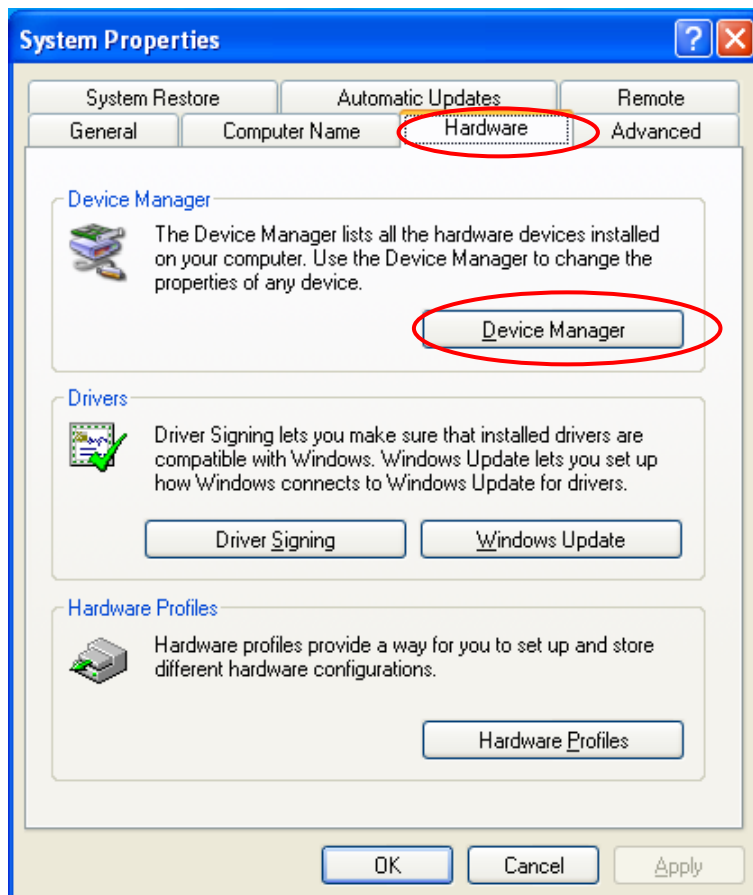 System Properties
System Restore Automatic Updates Remote
General Computer Name Hardware Advanced
Device Manager
The Device Manager lists all the hardware devices installed
on your computer. Use the Device Manager to change the
properties of any device.
Device Manager
Drivers
Driver Signing lets you make sure that installed drivers are
compatible with Windows. Windows Update lets you set up
how Windows connects to Windows Update for drivers.
Driver Signing Windows Update
Hardware Profiles
Hardware profiles provide a way for you to set up and store
different hardware configurations.
Hardware Profiles
OK Cancel Apply